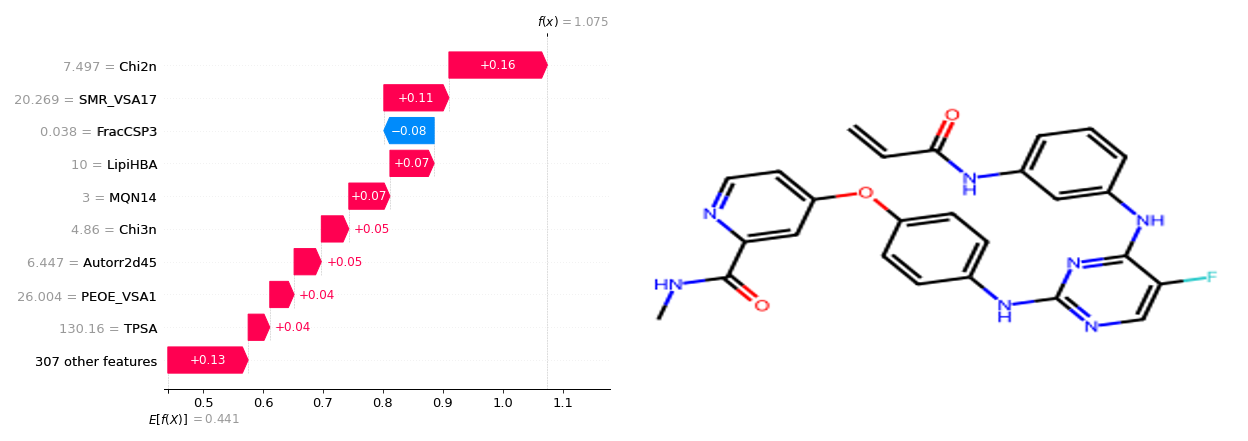 f(x) = 1.075
7.497 = Chi2n
+0.16
20.269 = SMR_VSA17
+0.11
0.038 = FracCSP3
−0.08
10 = LipiHBA
+0.07
3 = MQN14
+0.07
4.86 = Chi3n
+0.05
6.447 = Autorr2d45
+0.05
26.004 = PEOE_VSA1
+0.04
130.16 = TPSA
+0.04
307 other features
+0.13
0.5 0.6 0.7 0.8 0.9 1.0 1.1
E[f(X)] = 0.441
O
N
H
NH
N
O
N
F
HN
O
N
H
N